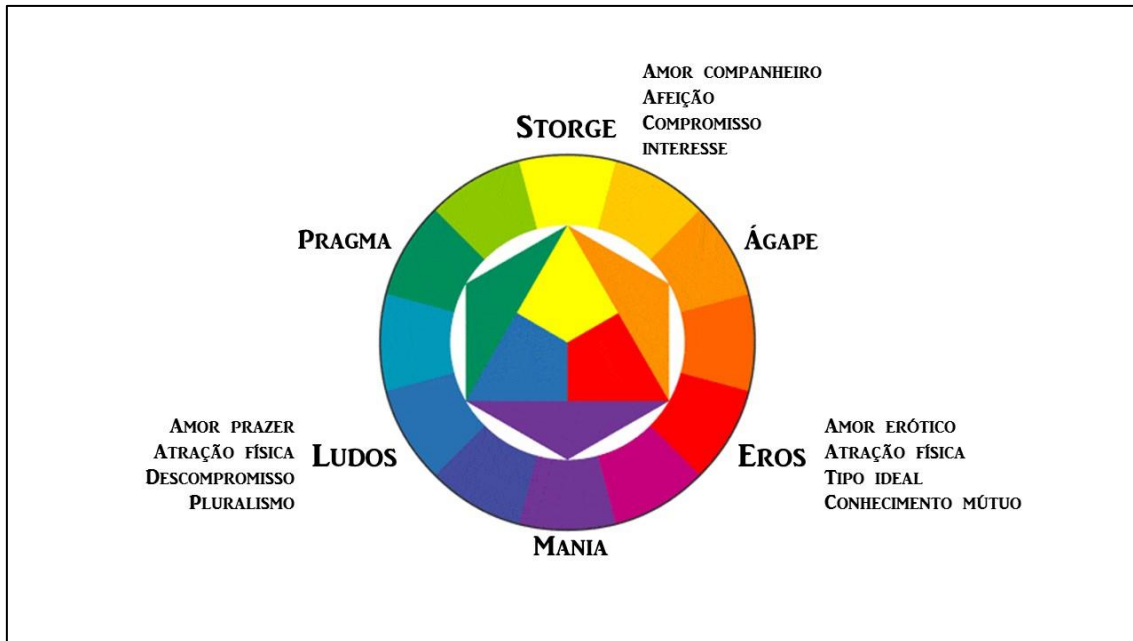 Amor companheiro
Afeição
Compromisso
interesse
Storge
Pragma
Ágape
Amor prazer
Atração física
Descompromisso
Pluralismo
Ludos
Eros
Amor erótico
Atração física
Tipo ideal
Conhecimento mútuo
Mania